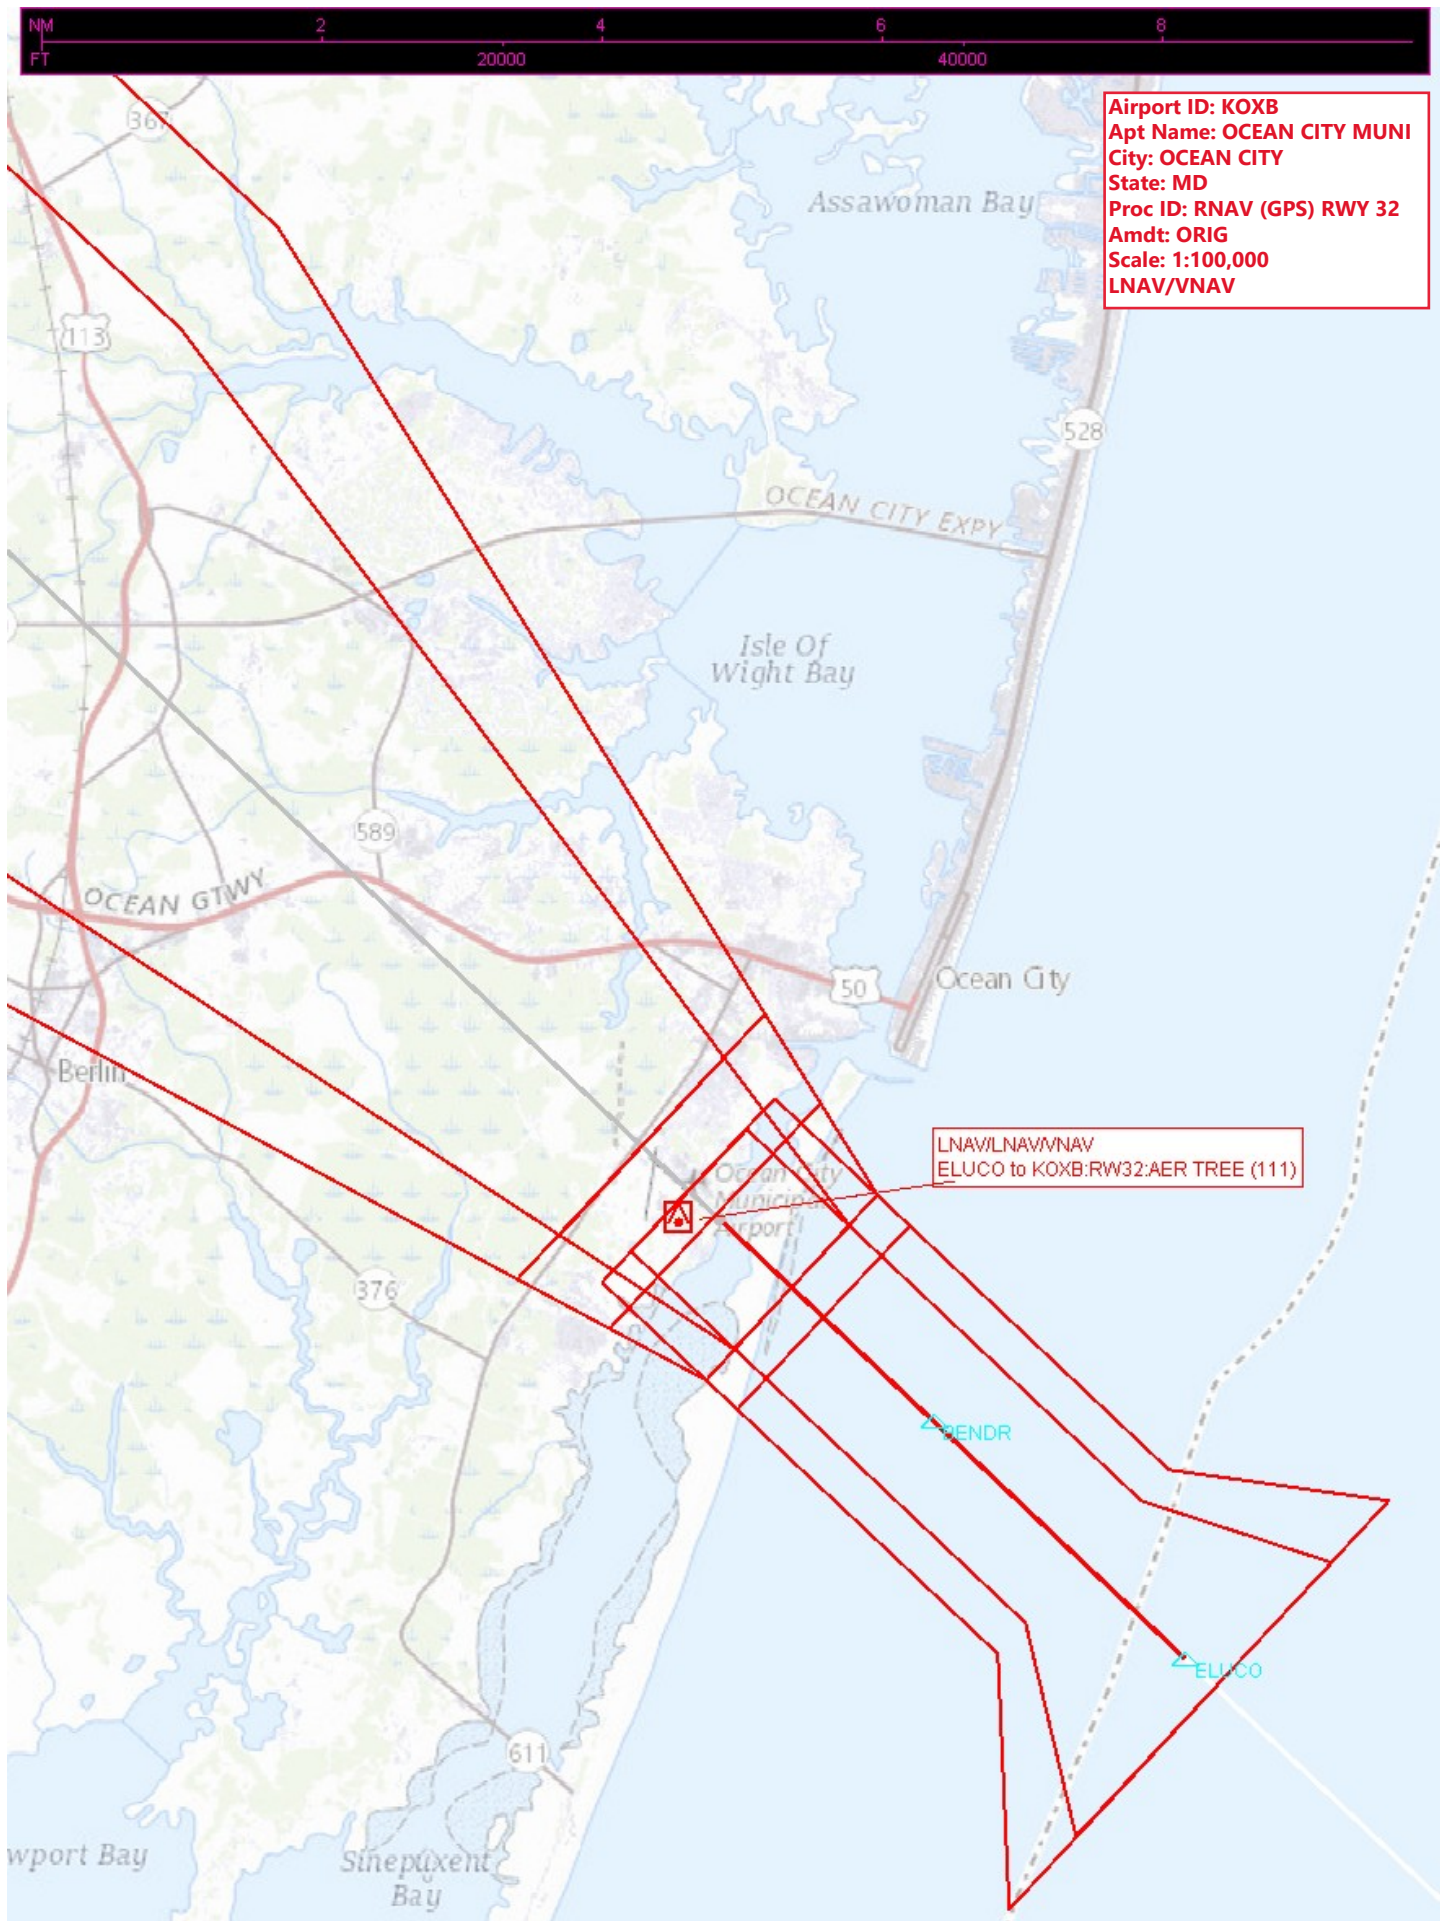 NM 2 4 6 8
FT 20000 40000
Airport ID: KOXB
Apt Name: OCEAN CITY MUNI
City: OCEAN CITY
State: MD
Proc ID: RNAV (GPS) RWY 32
Amdt: ORIG
Scale: 1:100,000
LNAV/VNAV
367
Assawoman Bay
113
528
OCEAN CITY EXPY
Isle Of
Wight Bay
589
OCEAN GTWY
50
Ocean City
Berlin
LNAV/LNAV/VNAV
ELUCO to KOXB:RW32:AER TREE (111)
Ocean City
Municipal
Airport
376
BENDR
ELUCO
611
wport Bay
Sinepuxent
Bay